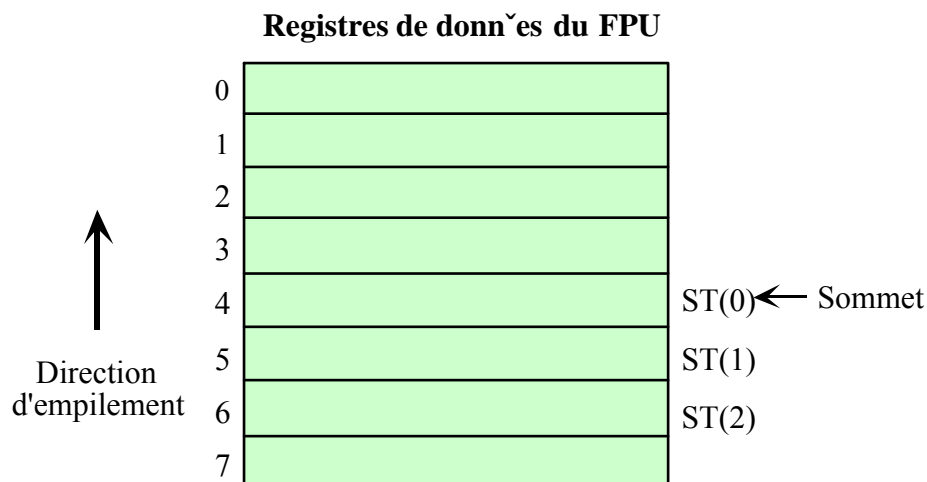 Registres de donnˇes du FPU
0
1
2
3
4 ST(0) Sommet
5 ST(1)
6 ST(2)
7
Direction
d'empilement